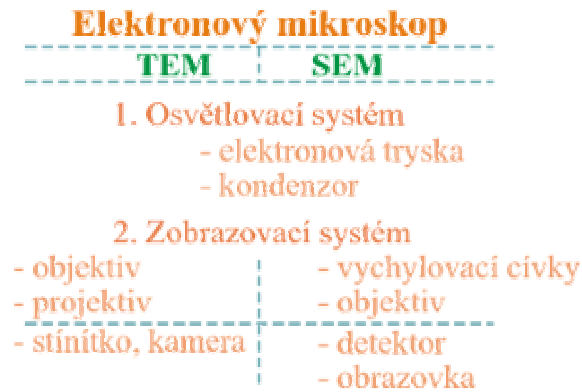 Elektronový mikroskop
TEM SEM
1. Osvětlovací systém
- elektronová tryska
- kondenzor
2. Zobrazovací systém
- objektiv - vychylovací cívky
- projektiv - objektiv
- stínítko, kamera - detektor
- obrazovka